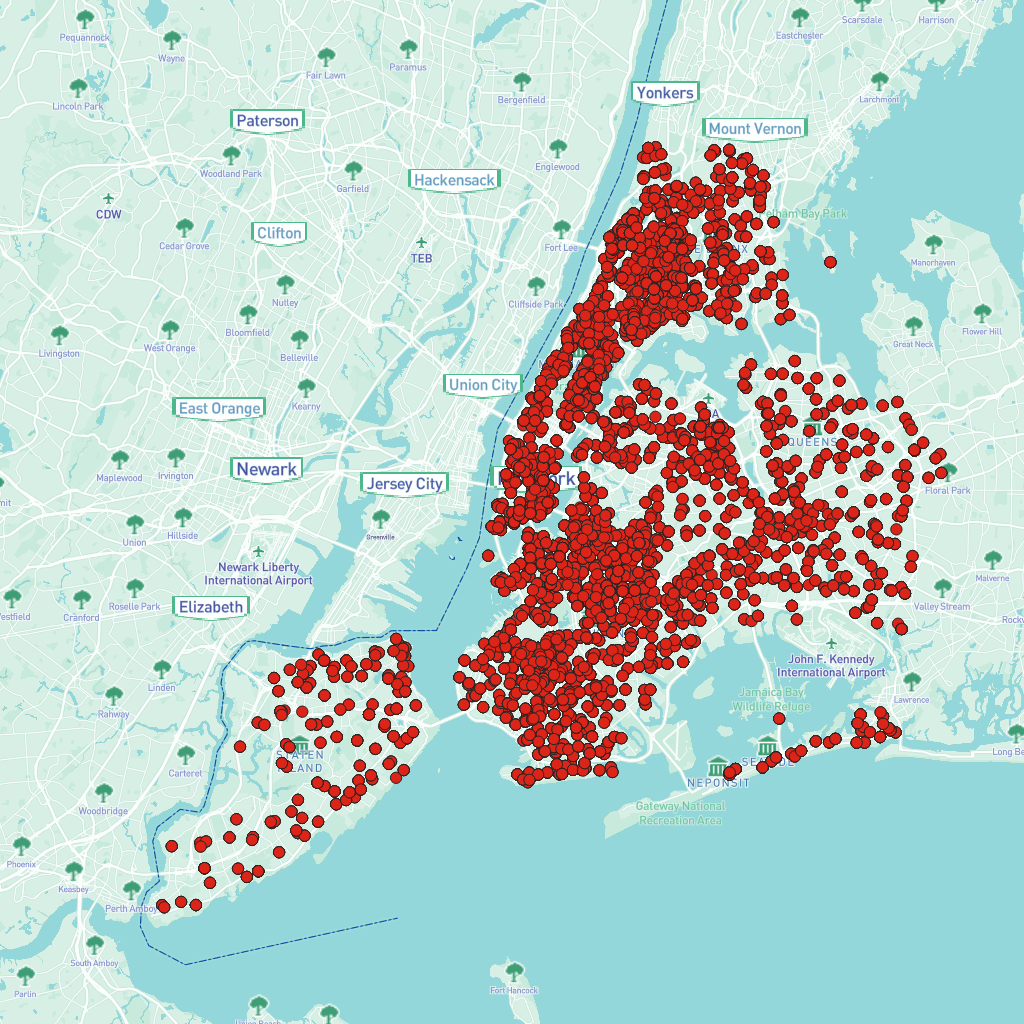 Pequannock
Wayne
Fair Lawn
Paramus
Bergenfield
Eastchester
Scarsdale
Harrison
Larchmont
Yonkers
Lincoln Park
Paterson
Mount Vernon
Woodland Park
Garfield
Hackensack
Englewood
CDW
Clifton
Cedar Grove
TEB
Fort Lee
Pelham Bay Park
Manorhaven
Nutley
Cliffside Park
Bloomfield
Livingston
West Orange
Belleville
Flower Hill
Great Neck
Union City
Kearny
East Orange
QUEENS
Maplewood
Irvington
Newark
Jersey City
Floral Park
Union
Hillside
Greenville
Newark Liberty
International Airport
Malverne
Westfield
Cranford
Roselle Park
Elizabeth
Valley Stream
John F. Kennedy
International Airport
Linden
Rahway
Jamaica Bay
Wildlife Refuge
Lawrence
STATEN
ISLAND
Carteret
NEPONSIT
Woodbridge
Gateway National
Recreation Area
Phoenix
Keasbey
Perth Amboy
South Amboy
Parlin
Fort Hancock
Union Beach